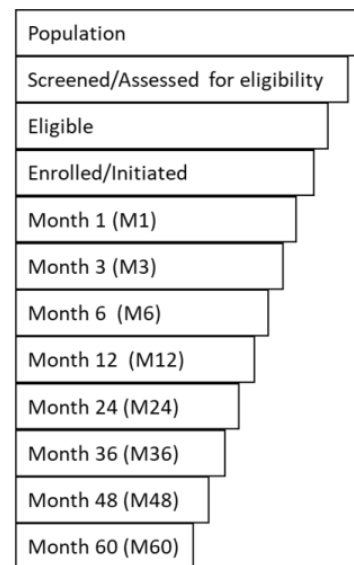 Population
Screened/Assessed for eligibility
Eligible
Enrolled/Initiated
Month 1 (M1)
Month 3 (M3)
Month 6 (M6)
Month 12 (M12)
Month 24 (M24)
Month 36 (M36)
Month 48 (M48)
Month 60 (M60)